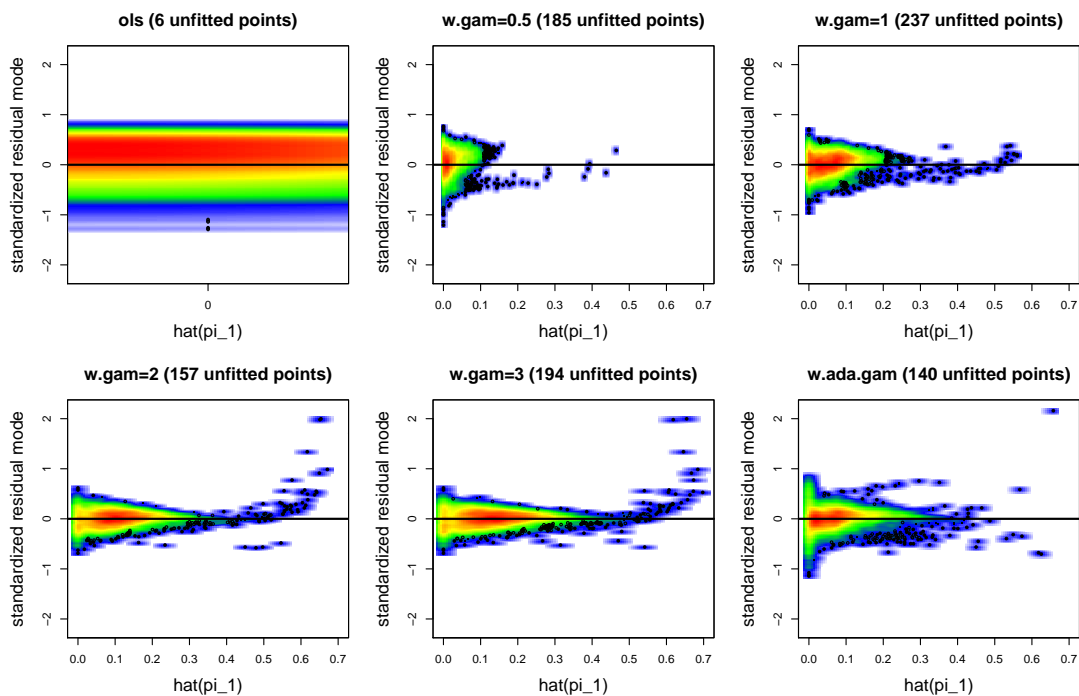 ols (6 unfitted points)
standardized residual mode
2
1
0
−1
−2
0
hat(pi_1)
w.gam=0.5 (185 unfitted points)
standardized residual mode
2
1
0
−1
−2
0.0 0.1 0.2 0.3 0.4 0.5 0.6 0.7
hat(pi_1)
w.gam=1 (237 unfitted points)
standardized residual mode
2
1
0
−1
−2
0.0 0.1 0.2 0.3 0.4 0.5 0.6 0.7
hat(pi_1)
w.gam=2 (157 unfitted points)
standardized residual mode
2
1
0
−1
−2
0.0 0.1 0.2 0.3 0.4 0.5 0.6 0.7
hat(pi_1)
w.gam=3 (194 unfitted points)
standardized residual mode
2
1
0
−1
−2
0.0 0.1 0.2 0.3 0.4 0.5 0.6 0.7
hat(pi_1)
w.ada.gam (140 unfitted points)
standardized residual mode
2
1
0
−1
−2
0.0 0.1 0.2 0.3 0.4 0.5 0.6 0.7
hat(pi_1)